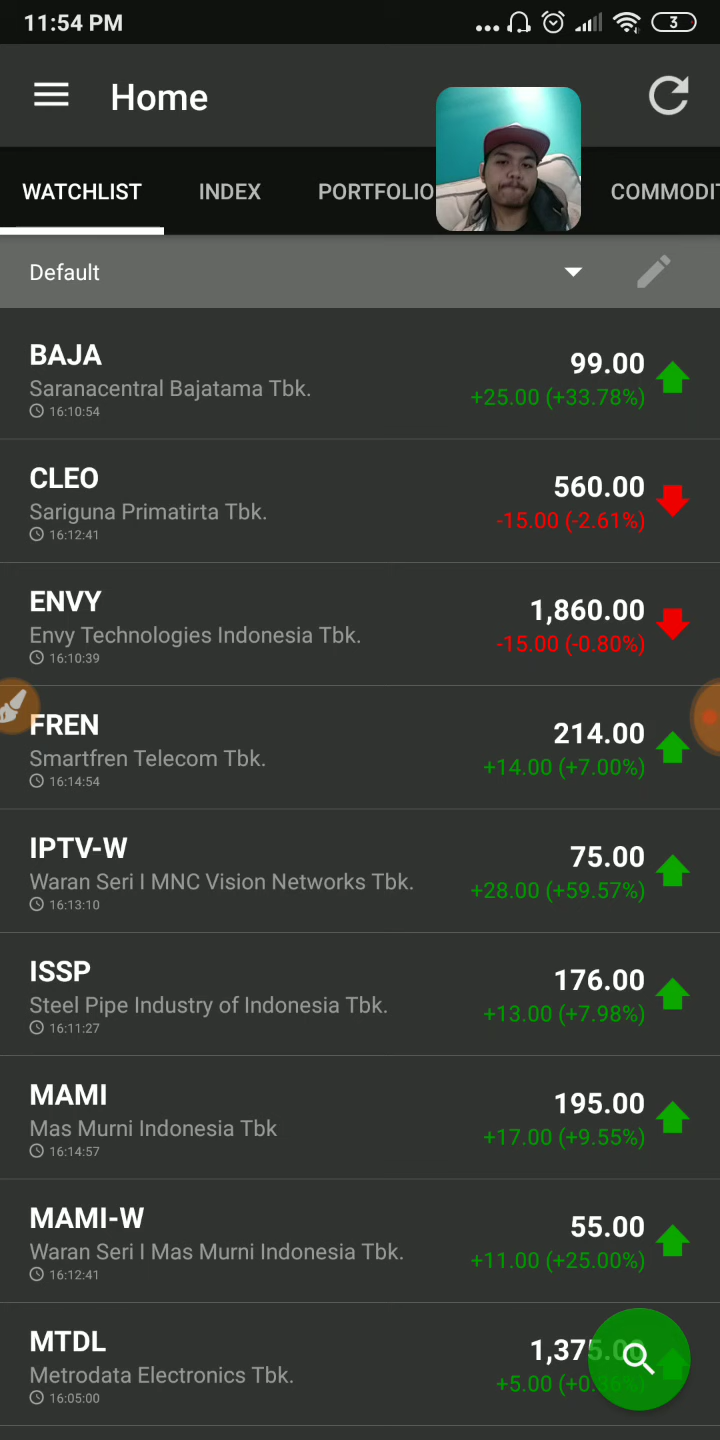 11:54 PM
3
Home
WATCHLIST INDEX PORTFOLIO COMMODIT
Default
BAJA
99.00
Saranacentral Bajatama Tbk.
+25.00 (+33.78%)
16:10:54
CLEO
560.00
Sariguna Primatirta Tbk.
-15.00 (-2.61%)
16:12:41
ENVY
1,860.00
Envy Technologies Indonesia Tbk.
-15.00 (-0.80%)
16:10:39
FREN
214.00
Smartfren Telecom Tbk.
+14.00 (+7.00%)
16:14:54
IPTV-W
75.00
Waran Seri I MNC Vision Networks Tbk.
+28.00 (+59.57%)
16:13:10
ISSP
176.00
Steel Pipe Industry of Indonesia Tbk.
+13.00 (+7.98%)
16:11:27
MAMI
195.00
Mas Murni Indonesia Tbk
+17.00 (+9.55%)
16:14:57
MAMI-W
55.00
Waran Seri I Mas Murni Indonesia Tbk.
+11.00 (+25.00%)
16:12:41
MTDL
1,375.00
Metrodata Electronics Tbk.
+5.00 (+0.36%)
16:05:00